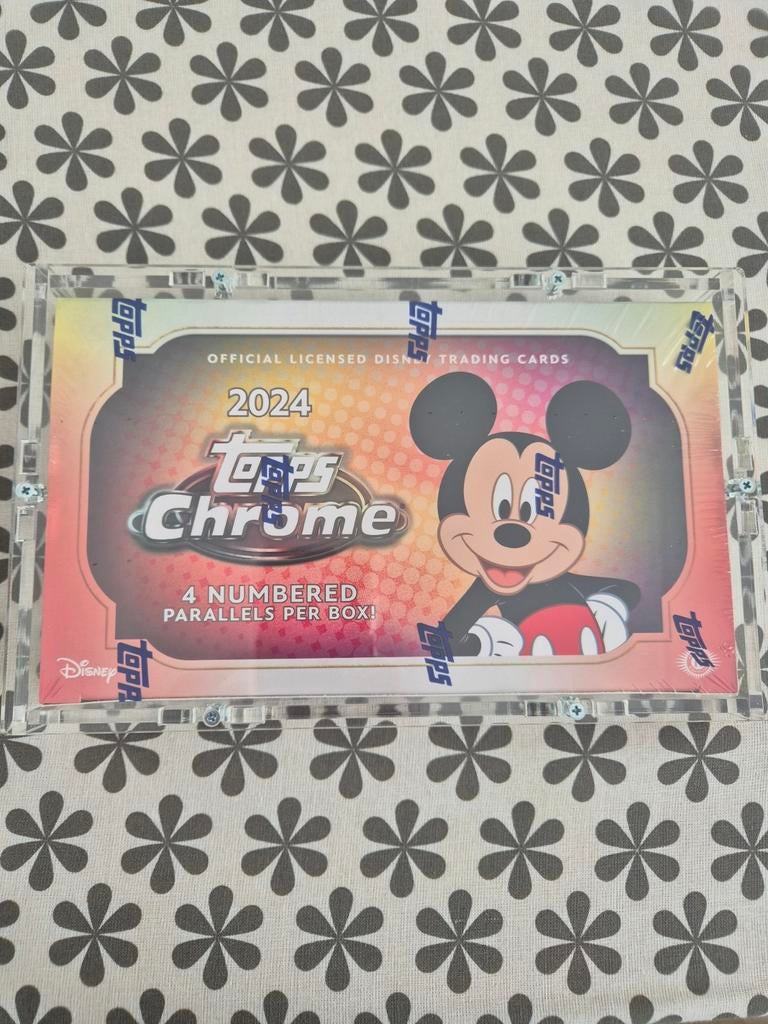 Topps
Topps
Topps
OFFICIAL LICENSED DISNEY TRADING CARDS
2024
Topps
Chrome
Topps
Topps
4 NUMBERED
PARALLELS PER BOX!
Disney
Topps
Topps
Topps